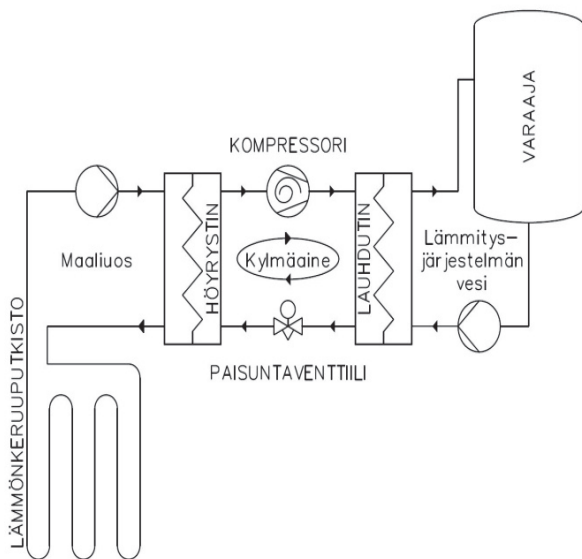 VARAAJA
KOMPRESSORI
Maaliuos
HÖYRYSTIN
Kylmäaine
LAUHDUTIN
Lämmitys-
järjestelmän
vesi
PAISUNTAVENTTIILI
LÄMMÖNKERUUPUTKISTO